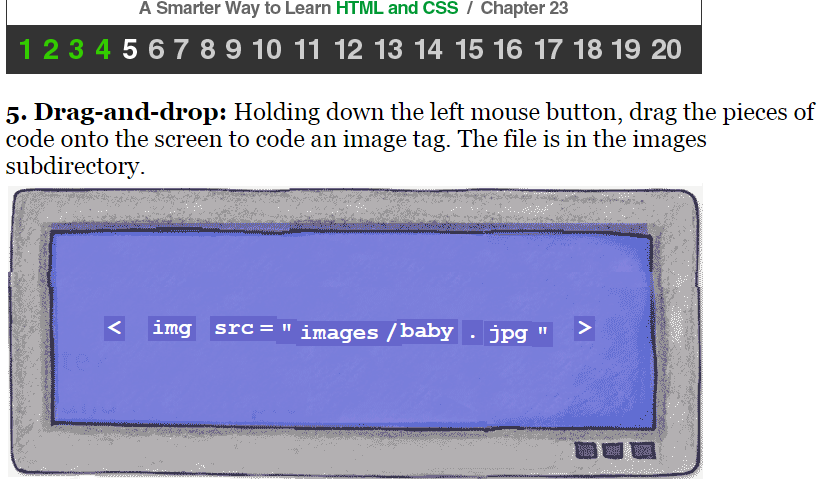 A Smarter Way to Learn HTML and CSS / Chapter 23
1 2 3 4 5 6 7 8 9 10 11 12 13 14 15 16 17 18 19 20
5. Drag-and-drop: Holding down the left mouse button, drag the pieces of
code onto the screen to code an image tag. The file is in the images
subdirectory.
< img src="images/baby.jpg" >